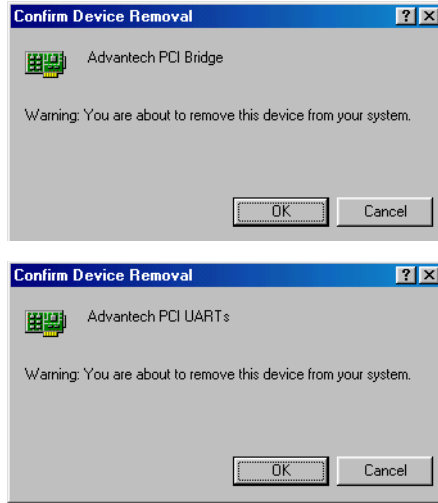 Confirm Device Removal
Advantech PCI Bridge
Warning: You are about to remove this device from your system.
OK Cancel
Confirm Device Removal
Advantech PCI UARTs
Warning: You are about to remove this device from your system.
OK Cancel